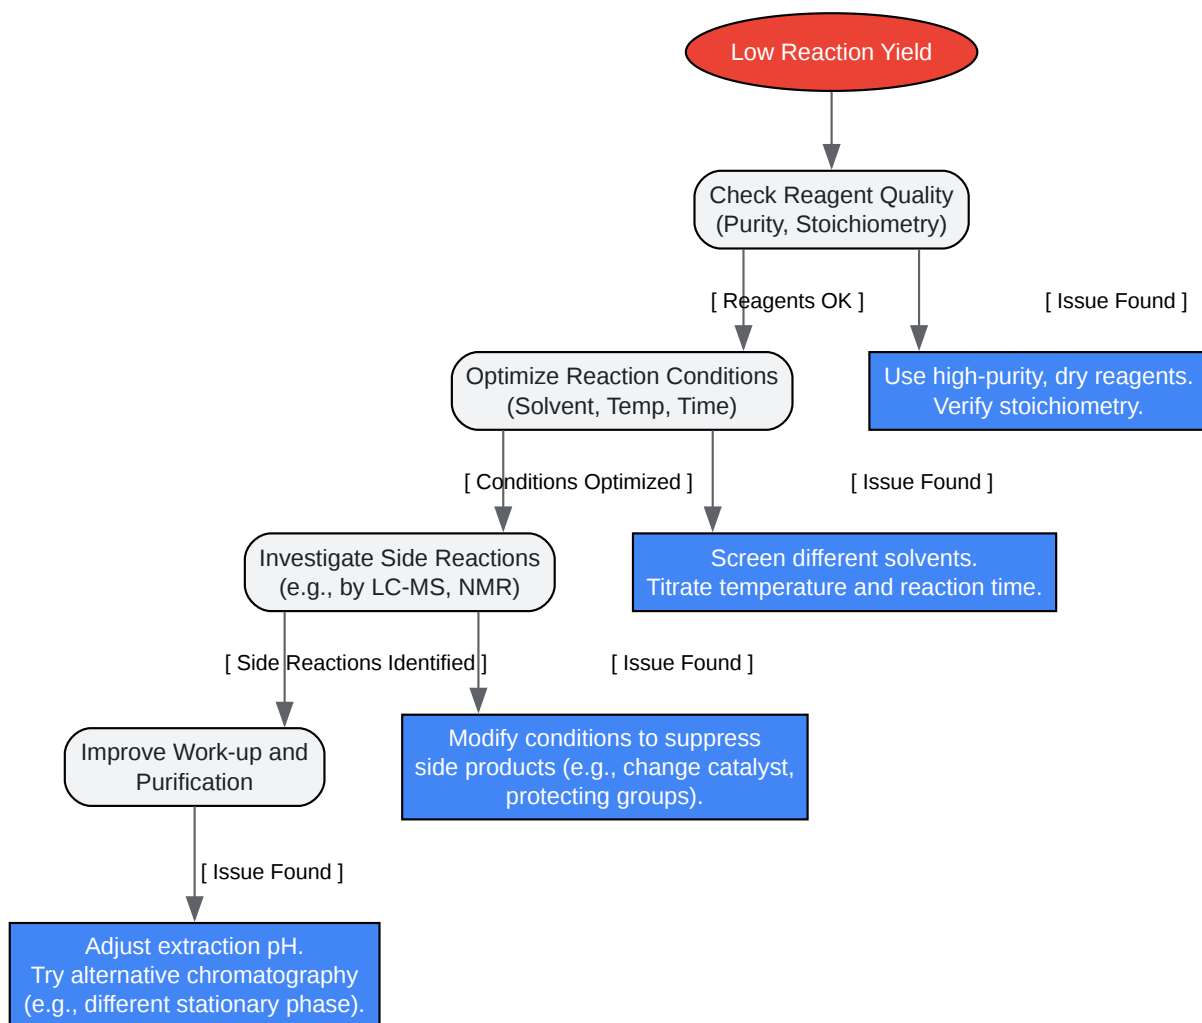 Low Reaction Yield
Check Reagent Quality
(Purity, Stoichiometry)
[ Reagents OK ]
[ Issue Found ]
Optimize Reaction Conditions
(Solvent, Temp, Time)
Use high-purity, dry reagents.
Verify stoichiometry.
[ Conditions Optimized ]
[ Issue Found ]
Investigate Side Reactions
(e.g., by LC-MS, NMR)
Screen different solvents.
Titrate temperature and reaction time.
[ Side Reactions Identified ]
[ Issue Found ]
Improve Work-up and
Purification
Modify conditions to suppress
side products (e.g., change catalyst,
protecting groups).
[ Issue Found ]
Adjust extraction pH.
Try alternative chromatography
(e.g., different stationary phase).